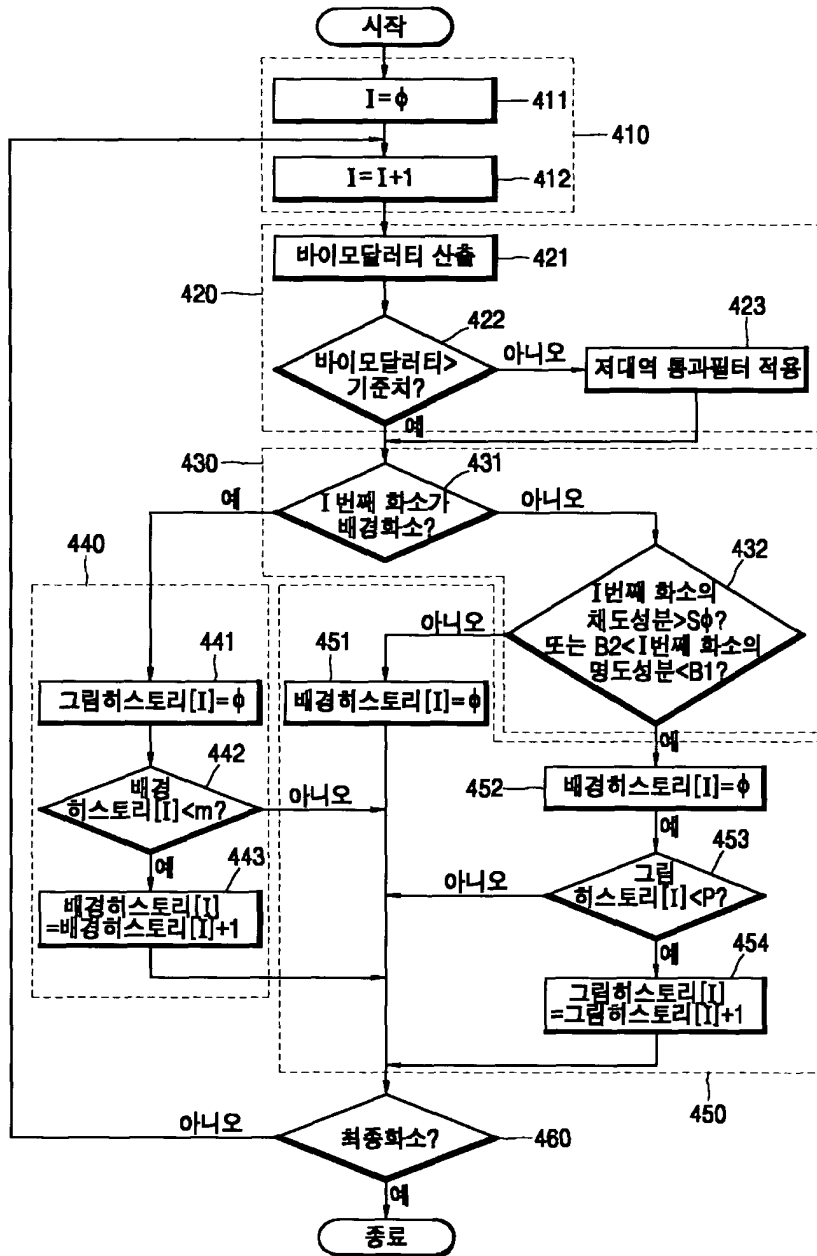 시작
I=ϕ
411
410
I=I+1
412
바이모달러티 산출
421
420
422
423
바이모달러티>
기준치?
아니오
저대역 통과필터 적용
예
430
431
I 번째 화소가
배경화소?
예
아니오
440
432
I번째 화소의
채도성분>Sϕ?
또는 B2<I번째 화소의
명도성분<B1?
아니오
441
451
그림히스토리[I]=ϕ
배경히스토리[I]=ϕ
예
442
배경
히스토리[I]<m?
아니오
452
배경히스토리[I]=ϕ
예
예
453
443
그림
히스토리[I]<P?
아니오
배경히스토리[I]
=배경히스토리[I]+1
예
454
그림히스토리[I]
=그림히스토리[I]+1
450
아니오
최종화소?
460
예
종료